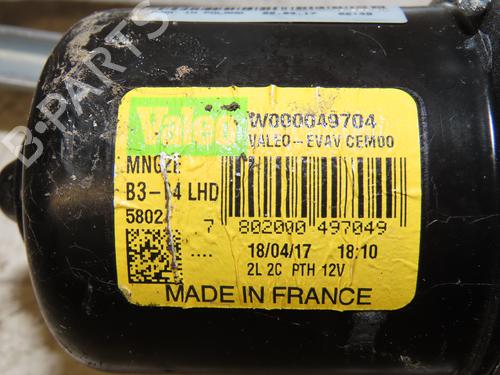 Valeo
W000049704
VALEO-EVAV CEM00
MNGZE
B3-14 LHD
5802
7 802000 497049
.... 18/04/17 18:10
2L 2C PTH 12V
MADE IN FRANCE